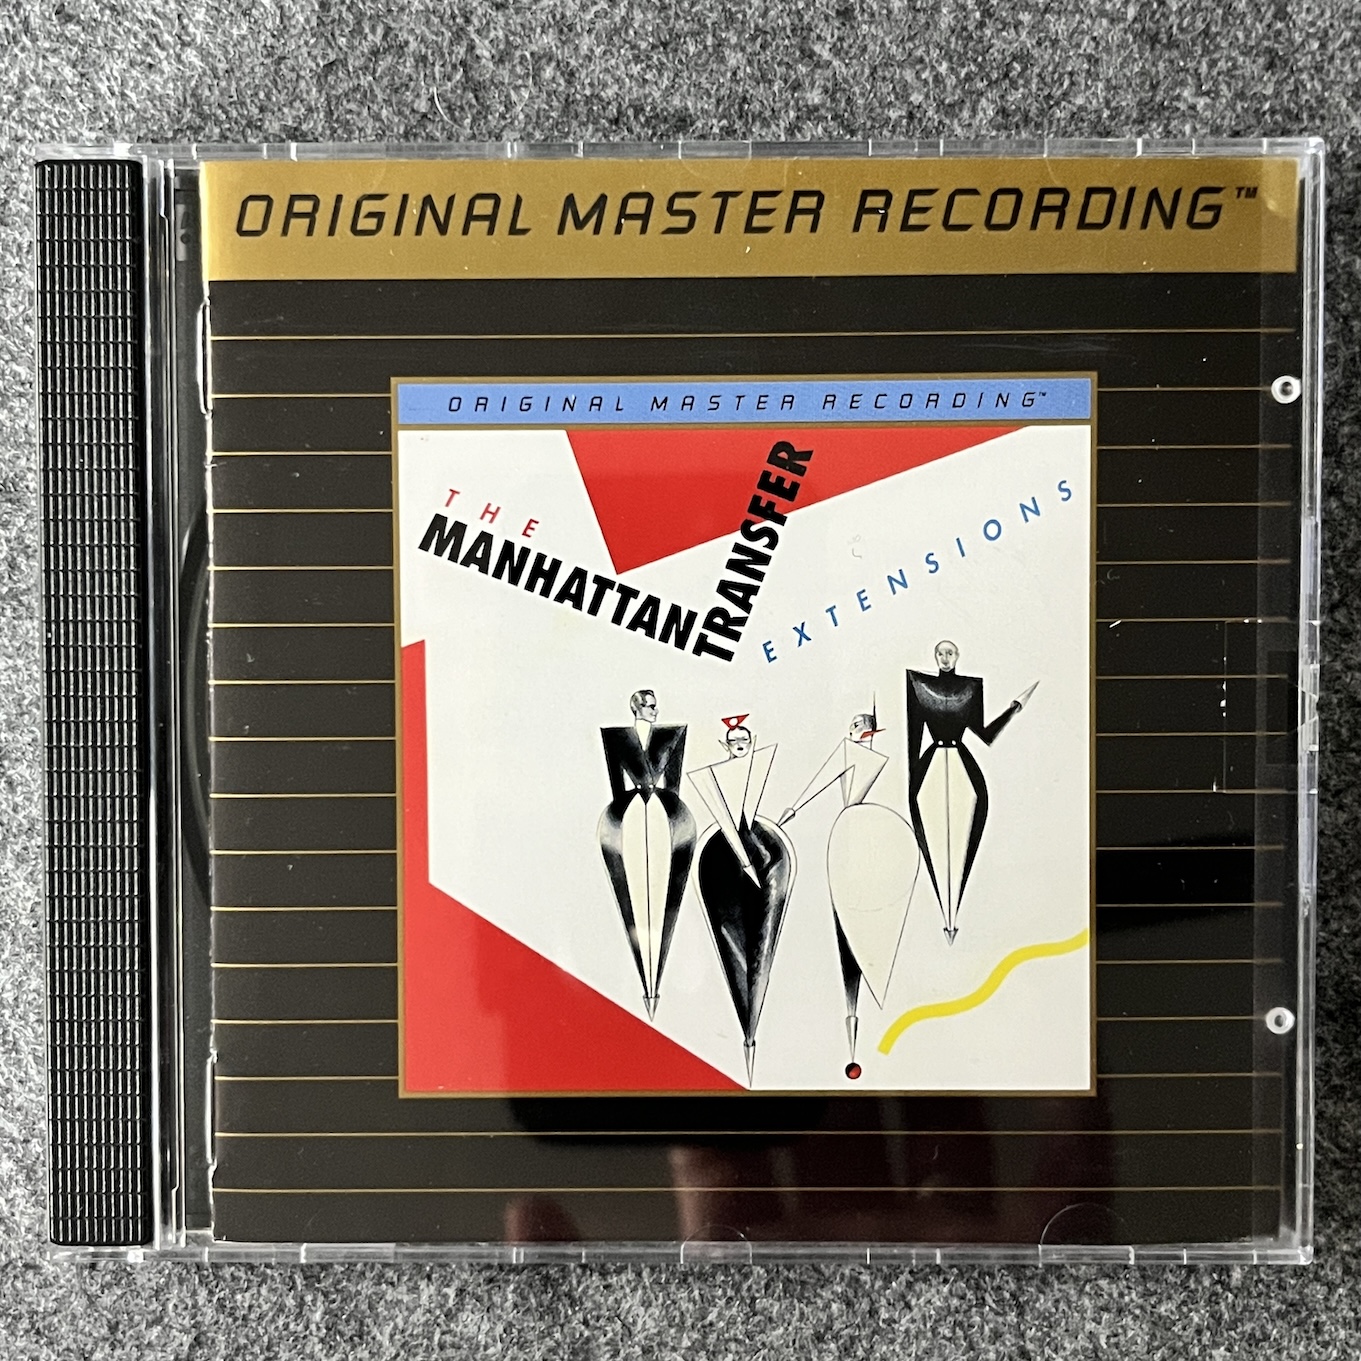 ORIGINAL MASTER RECORDING™
ORIGINAL MASTER RECORDING™
THE
MANHATTAN
TRANSFER
EXTENSIONS